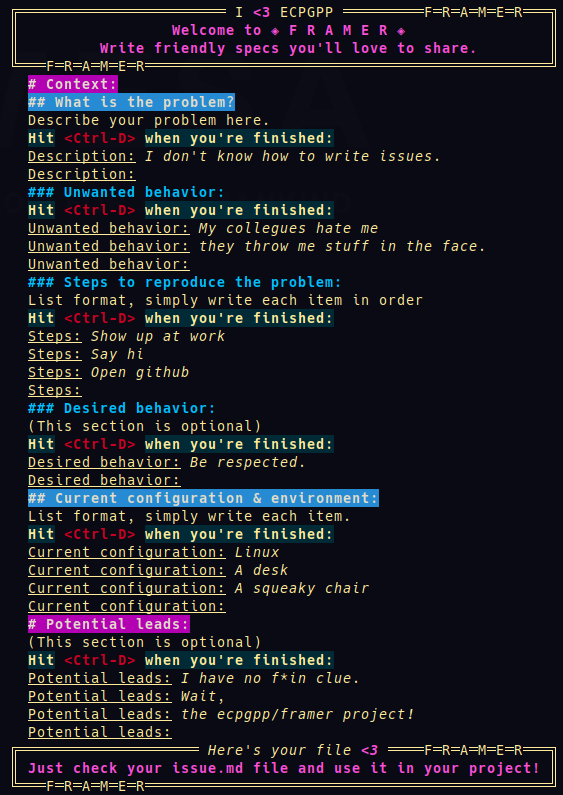 I <3 ECPGPP F=R=A=M=E=R
Welcome to ◈ F R A M E R ◈
Write friendly specs you'll love to share.
F=R=A=M=E=R
# Context:
## What is the problem?
Describe your problem here.
Hit <Ctrl-D> when you're finished:
Description: I don't know how to write issues.
Description:
### Unwanted behavior:
Hit <Ctrl-D> when you're finished:
Unwanted behavior: My collegues hate me
Unwanted behavior: they throw me stuff in the face.
Unwanted behavior:
### Steps to reproduce the problem:
List format, simply write each item in order
Hit <Ctrl-D> when you're finished:
Steps: Show up at work
Steps: Say hi
Steps: Open github
Steps:
### Desired behavior:
(This section is optional)
Hit <Ctrl-D> when you're finished:
Desired behavior: Be respected.
Desired behavior:
## Current configuration & environment:
List format, simply write each item.
Hit <Ctrl-D> when you're finished:
Current configuration: Linux
Current configuration: A desk
Current configuration: A squeaky chair
Current configuration:
# Potential leads:
(This section is optional)
Hit <Ctrl-D> when you're finished:
Potential leads: I have no f*in clue.
Potential leads: Wait,
Potential leads: the ecpgpp/framer project!
Potential leads:
Here's your file <3 F=R=A=M=E=R
Just check your issue.md file and use it in your project!
F=R=A=M=E=R